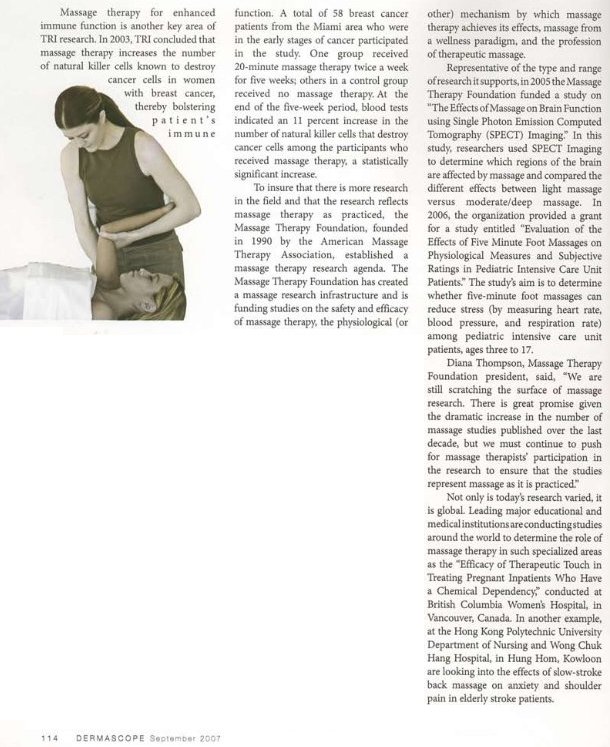 Massage therapy for enhanced
immune function is another key area of
TRI research. In 2003, TRI concluded that
massage therapy increases the number
of natural killer cells known to destroy
cancer cells in women
with breast cancer,
thereby bolstering
patient's
immune
function. A total of 58 breast cancer
patients from the Miami area who were
in the early stages of cancer participated
in the study. One group received
20-minute massage therapy twice a week
for five weeks; others in a control group
received no massage therapy. At the
end of the five-week period, blood tests
indicated an 11 percent increase in the
number of natural killer cells that destroy
cancer cells among the participants who
received massage therapy, a statistically
significant increase.
To insure that there is more research
in the field and that the research reflects
massage therapy as practiced, the
Massage Therapy Foundation, founded
in 1990 by the American Massage
Therapy Association, established a
massage therapy research agenda. The
Massage Therapy Foundation has created
a massage research infrastructure and is
funding studies on the safety and efficacy
of massage therapy, the physiological (or
other) mechanism by which massage
therapy achieves its effects, massage from
a wellness paradigm, and the profession
of therapeutic massage.
Representative of the type and range
of research it supports, in 2005 the Massage
Therapy Foundation funded a study on
"The Effects of Massage on Brain Function
using Single Photon Emission Computed
Tomography (SPECT) Imaging." In this
study, researchers used SPECT Imaging
to determine which regions of the brain
are affected by massage and compared the
different effects between light massage
versus moderate/deep massage. In
2006, the organization provided a grant
for a study entitled "Evaluation of the
Effects of Five Minute Foot Massages on
Physiological Measures and Subjective
Ratings in Pediatric Intensive Care Unit
Patients." The study's aim is to determine
whether five-minute foot massages can
reduce stress (by measuring heart rate,
blood pressure, and respiration rate)
among pediatric intensive care unit
patients, ages three to 17.
Diana Thompson, Massage Therapy
Foundation president, said, "We are
still scratching the surface of massage
research. There is great promise given
the dramatic increase in the number of
massage studies published over the last
decade, but we must continue to push
for massage therapists' participation in
the research to ensure that the studies
represent massage as it is practiced."
Not only is today's research varied, it
is global. Leading major educational and
medical institutions are conducting studies
around the world to determine the role of
massage therapy in such specialized areas
as the "Efficacy of Therapeutic Touch in
Treating Pregnant Inpatients Who Have
a Chemical Dependency," conducted at
British Columbia Women's Hospital, in
Vancouver, Canada. In another example,
at the Hong Kong Polytechnic University
Department of Nursing and Wong Chuk
Hang Hospital, in Hung Hom, Kowloon
are looking into the effects of slow-stroke
back massage on anxiety and shoulder
pain in elderly stroke patients.
114 DERMASCOPE September 2007